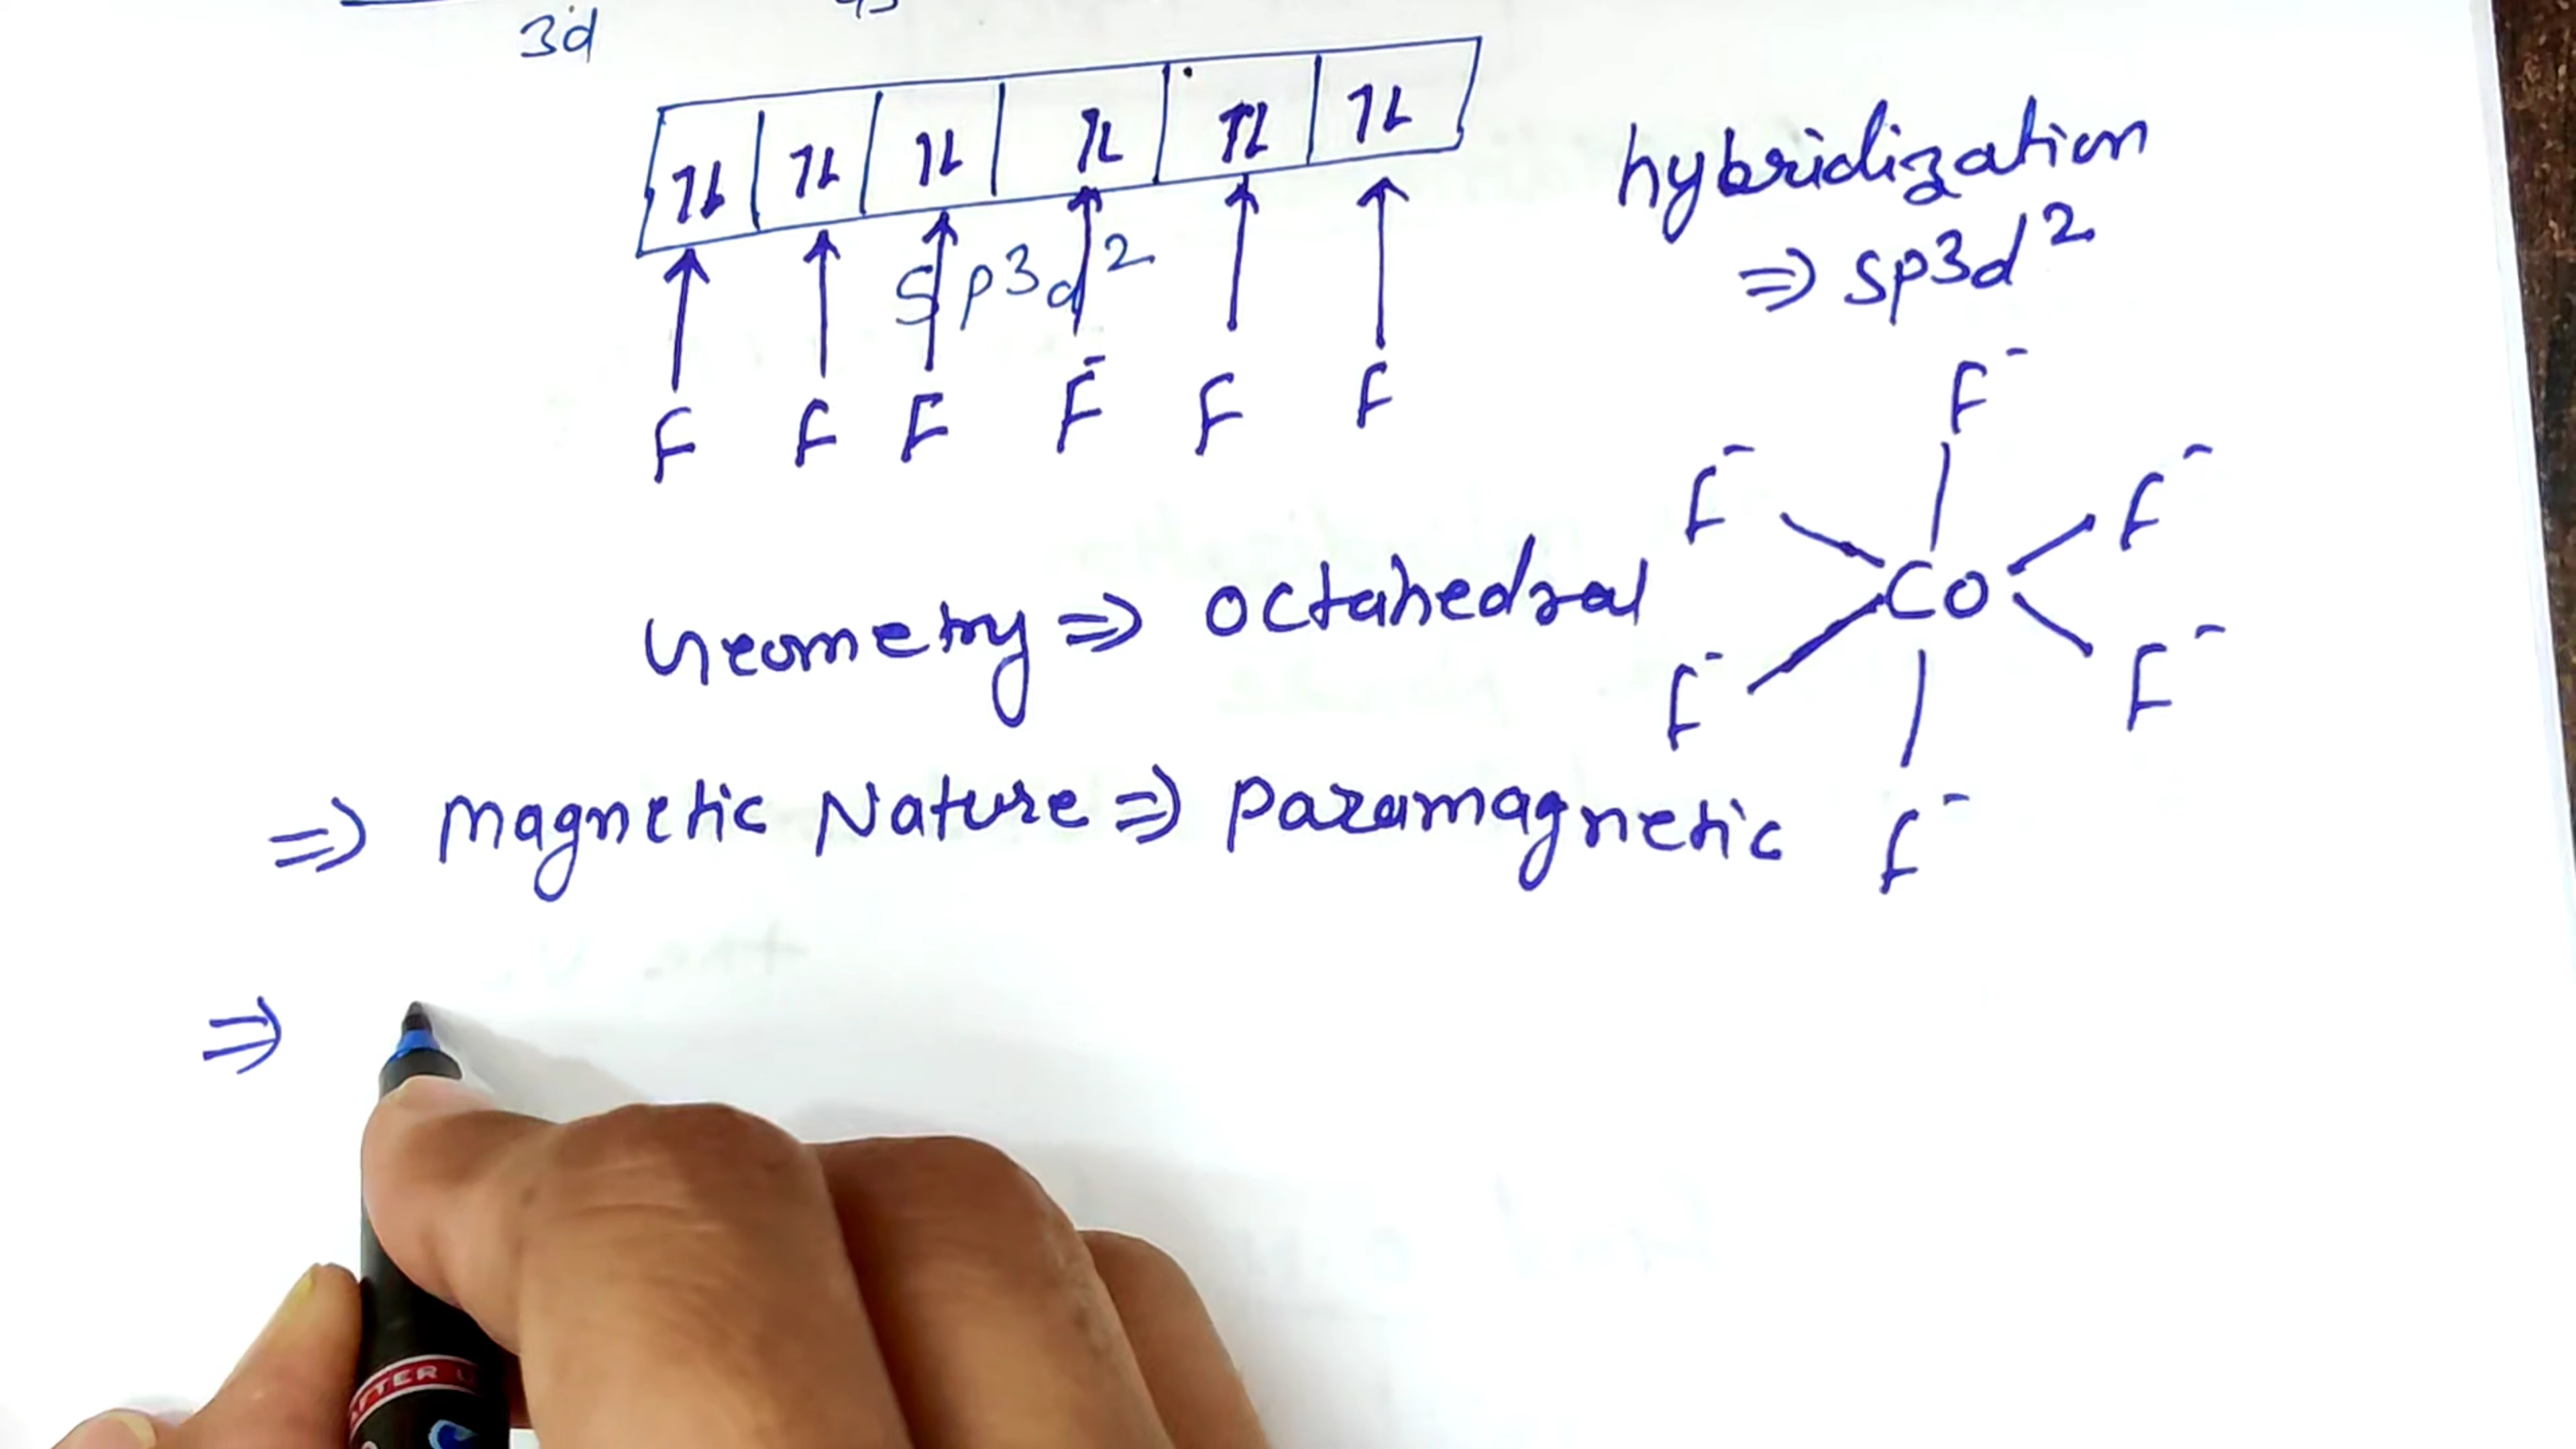 3d
↿⇂ ↿⇂ ↿⇂ ↿⇂ ↿⇂ ↿⇂
hybridization
⇒ sp3d²
sp3d²
F F F F⁻ F F
F⁻
F⁻ F⁻
Geometry ⇒ octahedral
Co
F⁻ F⁻
⇒ Magnetic Nature ⇒ Paramagnetic
F⁻
⇒